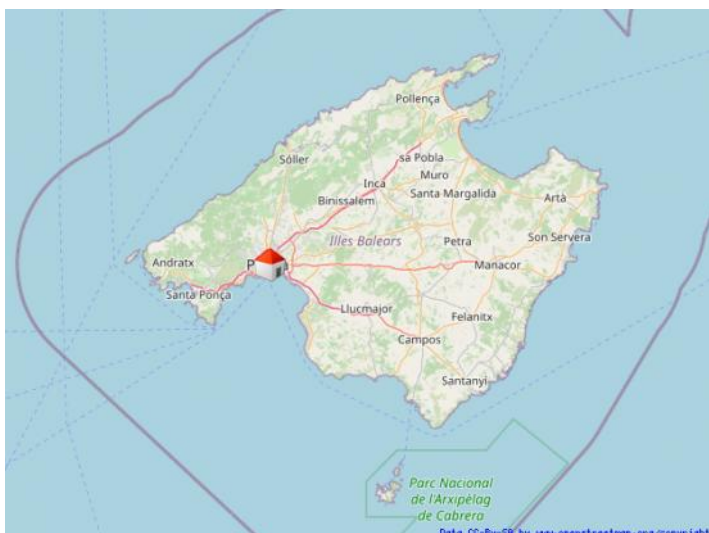 Pollença
sa Pobla
Sóller
Muro
Inca
Santa Margalida
Artà
Binissalem
Illes Balears
Petra
Son Servera
Andratx
Manacor
Santa Ponça
Llucmajor
Felanitx
Campos
Santanyí
Parc Nacional
de l'Arxipèlag
de Cabrera